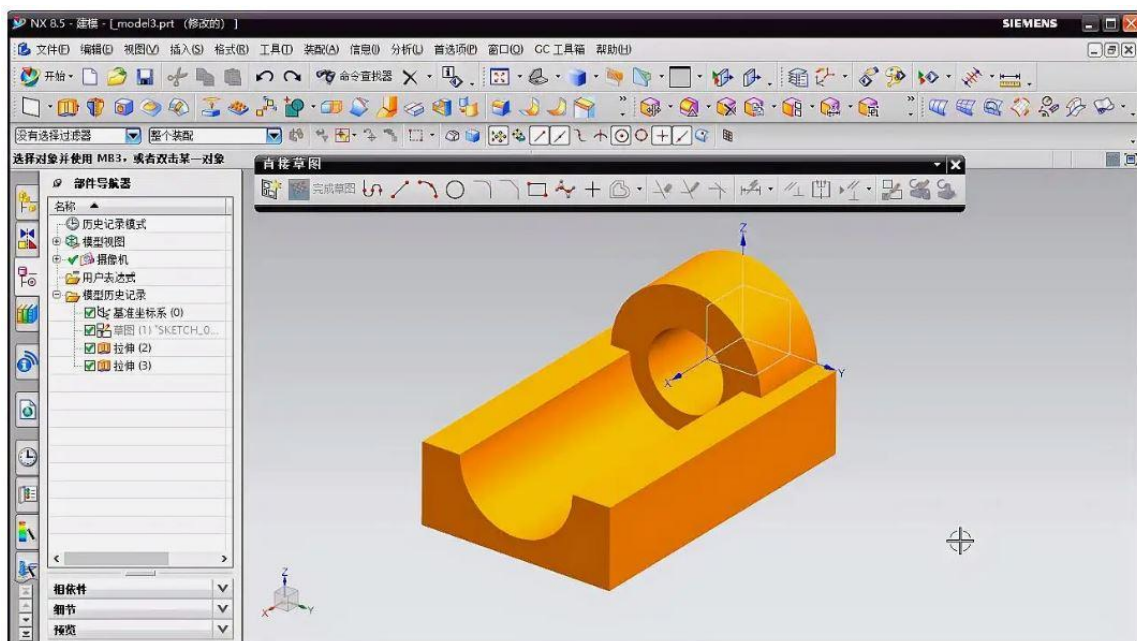 NX 8.5 - 建模 - [_model3.prt （修改的） ]
SIEMENS
文件(F) 编辑(E) 视图(V) 插入(S) 格式(R) 工具(T) 装配(A) 信息(I) 分析(L) 首选项(P) 窗口(O) GC 工具箱 帮助(H)
开始 命令查找器
没有选择过滤器 整个装配
选择对象并使用 MB3，或者双击某一对象
直接草图
完成草图
部件导航器
名称
历史记录模式
模型视图
摄像机
用户表达式
模型历史记录
基准坐标系 (0)
草图 (1) "SKETCH_0...
拉伸 (2)
拉伸 (3)
相依性
细节
预览
Z
X
Y
Z
X
Y